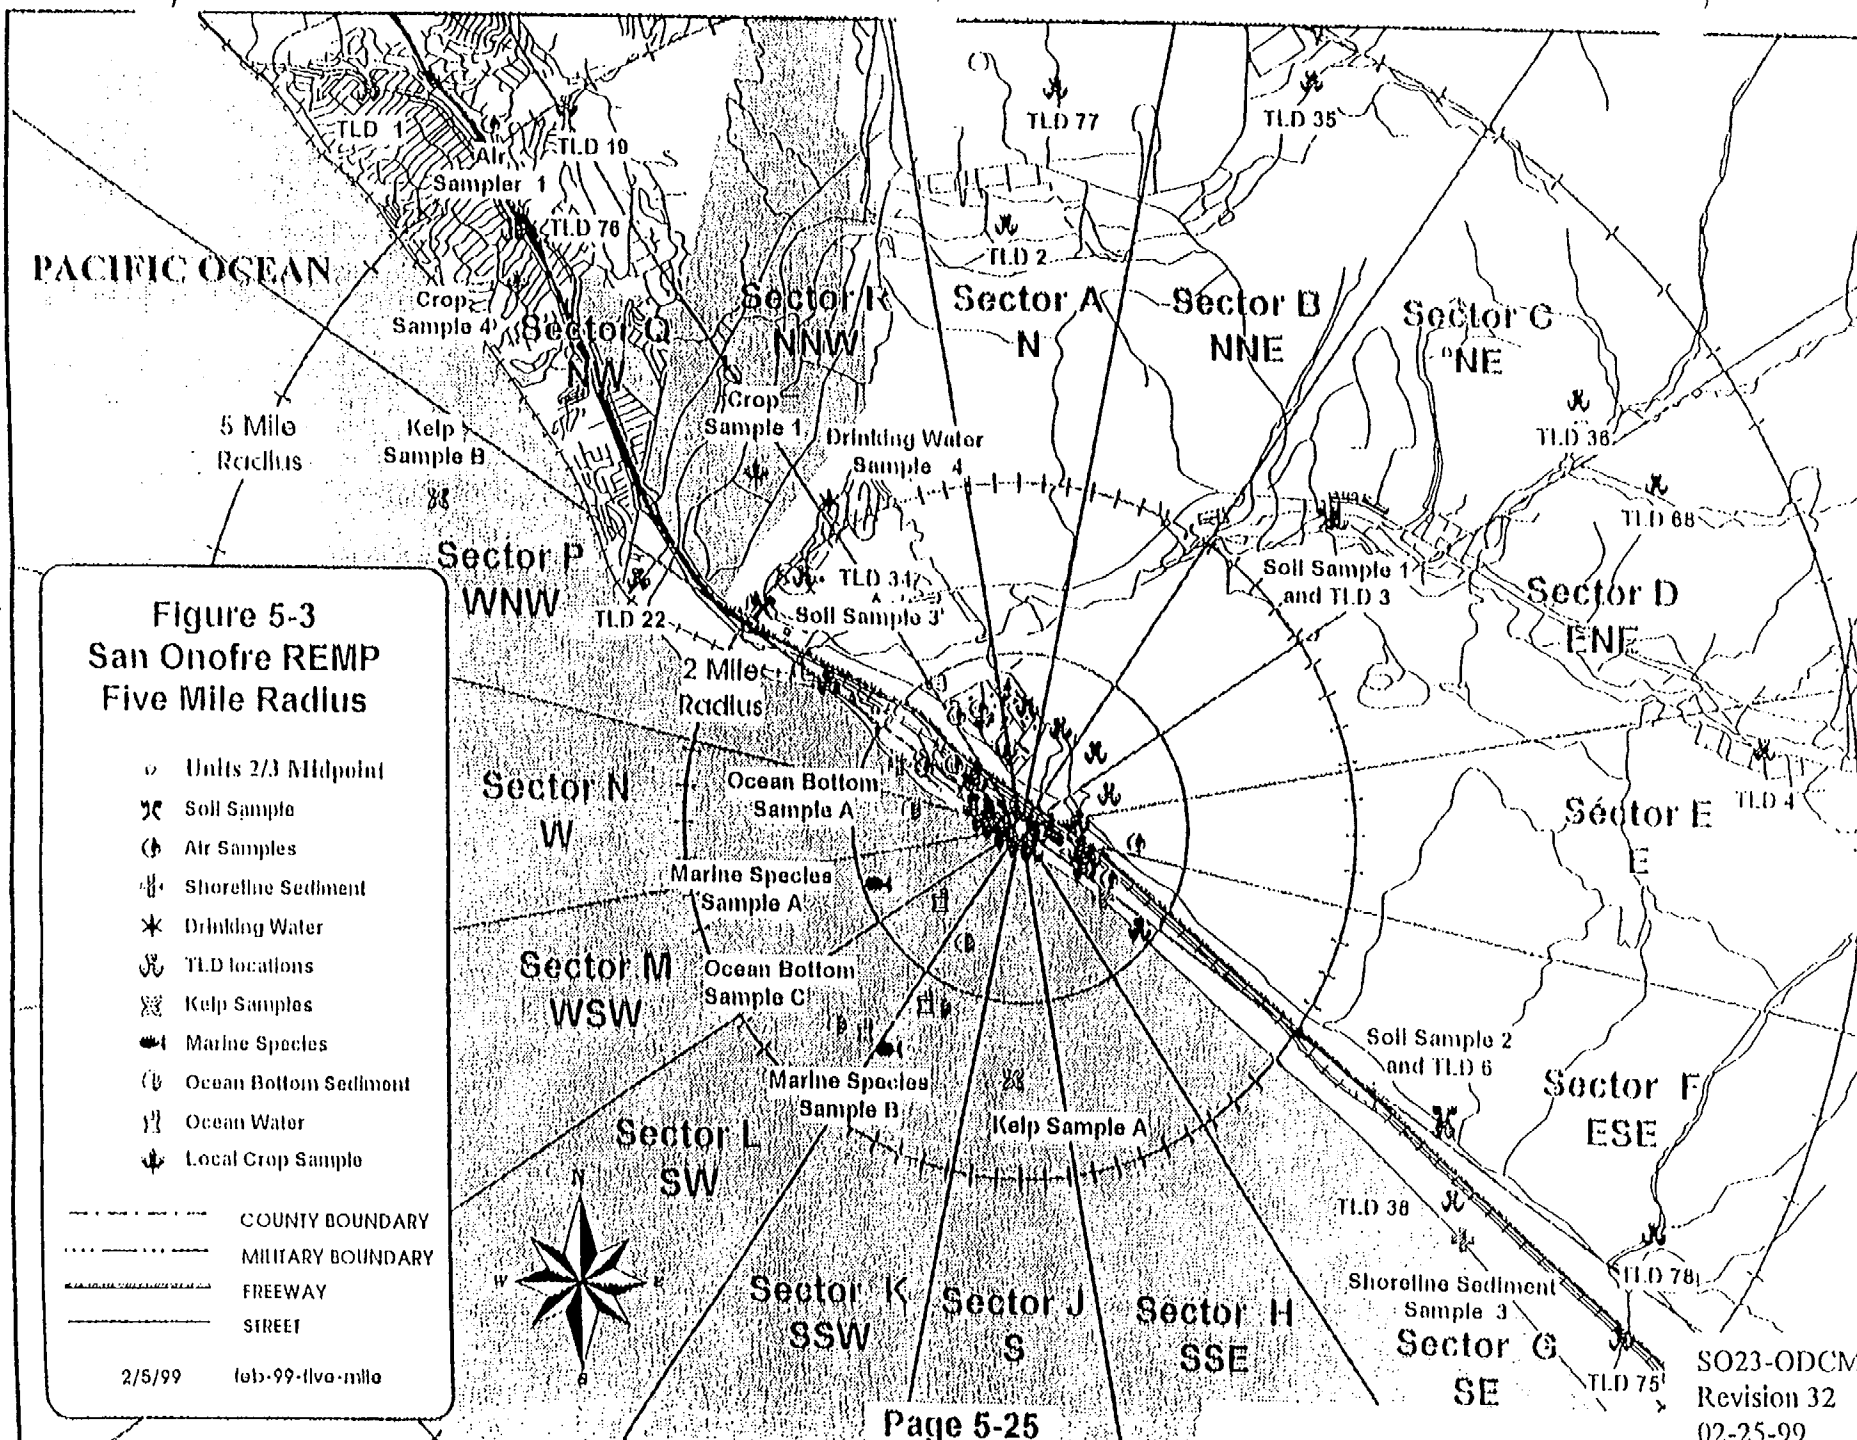 TLD 1
Air
Sampler 1
TLD 19
TLD 76
TLD 77
TLD 35
TLD 2
PACIFIC OCEAN
Crop
Sample 4
Sector Q
NW
Sector R
NNW
Sector A
N
Sector B
NNE
Sector C
NE
5 Mile
Radius
Kelp
Sample B
Crop
Sample 1
Drinking Water
Sample 4
TLD 36
TLD 68
Sector P
WNW
TLD 22
TLD 34
Soil Sample 3
Soil Sample 1
and TLD 3
Sector D
ENE
2 Mile
Radius
Figure 5-3
San Onofre REMP
Five Mile Radius
Units 2/3 Midpoint
Soil Sample
Air Samples
Shoreline Sediment
Drinking Water
TLD locations
Kelp Samples
Marine Species
Ocean Bottom Sediment
Ocean Water
Local Crop Sample
COUNTY BOUNDARY
MILITARY BOUNDARY
FREEWAY
STREET
2/5/99 feb-99-five-mile
Sector N
W
Ocean Bottom
Sample A
TLD 4
Sector E
E
Marine Species
Sample A
Sector M
WSW
Ocean Bottom
Sample C
Soil Sample 2
and TLD 6
Sector F
ESE
Marine Species
Sample B
Kelp Sample A
Sector L
SW
N
W
E
S
TLD 38
Shoreline Sediment
Sample 3
TLD 78
Sector K
SSW
Sector J
S
Sector H
SSE
Sector G
SE
TLD 75
Page 5-25
SO23-ODCM
Revision 32
02-25-99